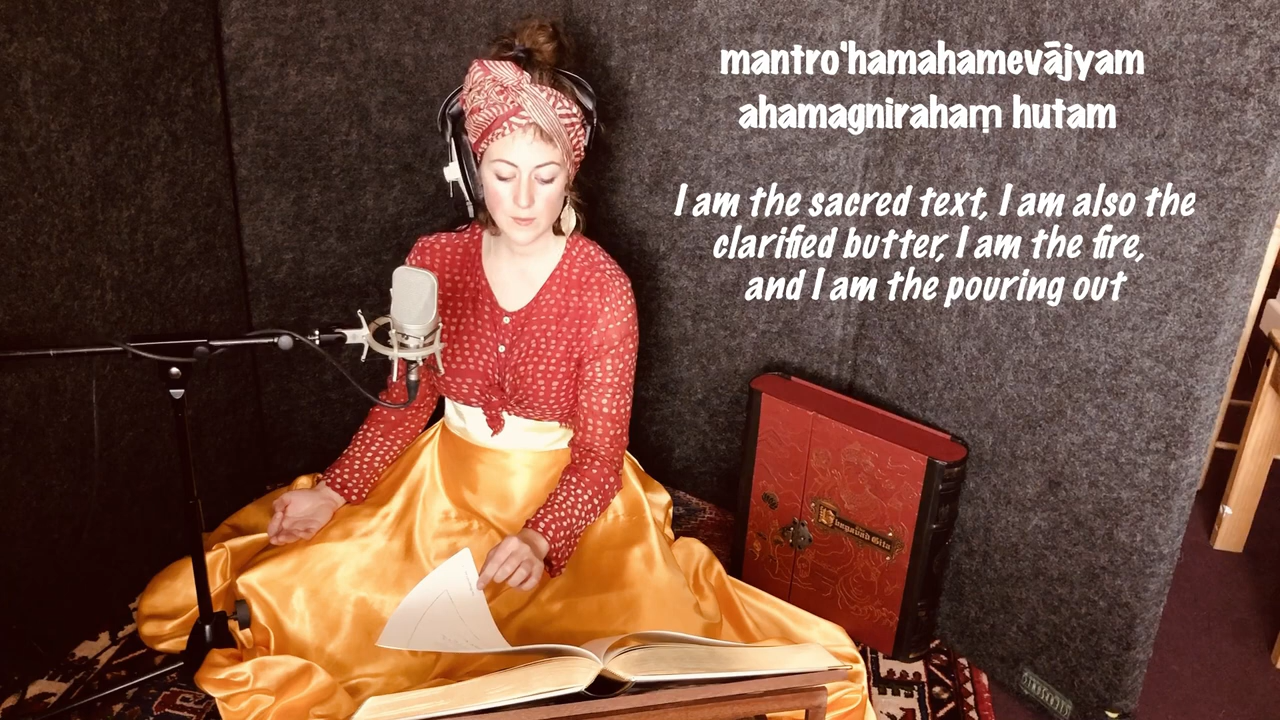 mantro'hamahamevājyam
ahamagnirahaṃ hutam
I am the sacred text, I am also the
clarified butter, I am the fire,
and I am the pouring out
Bhagavad Gita